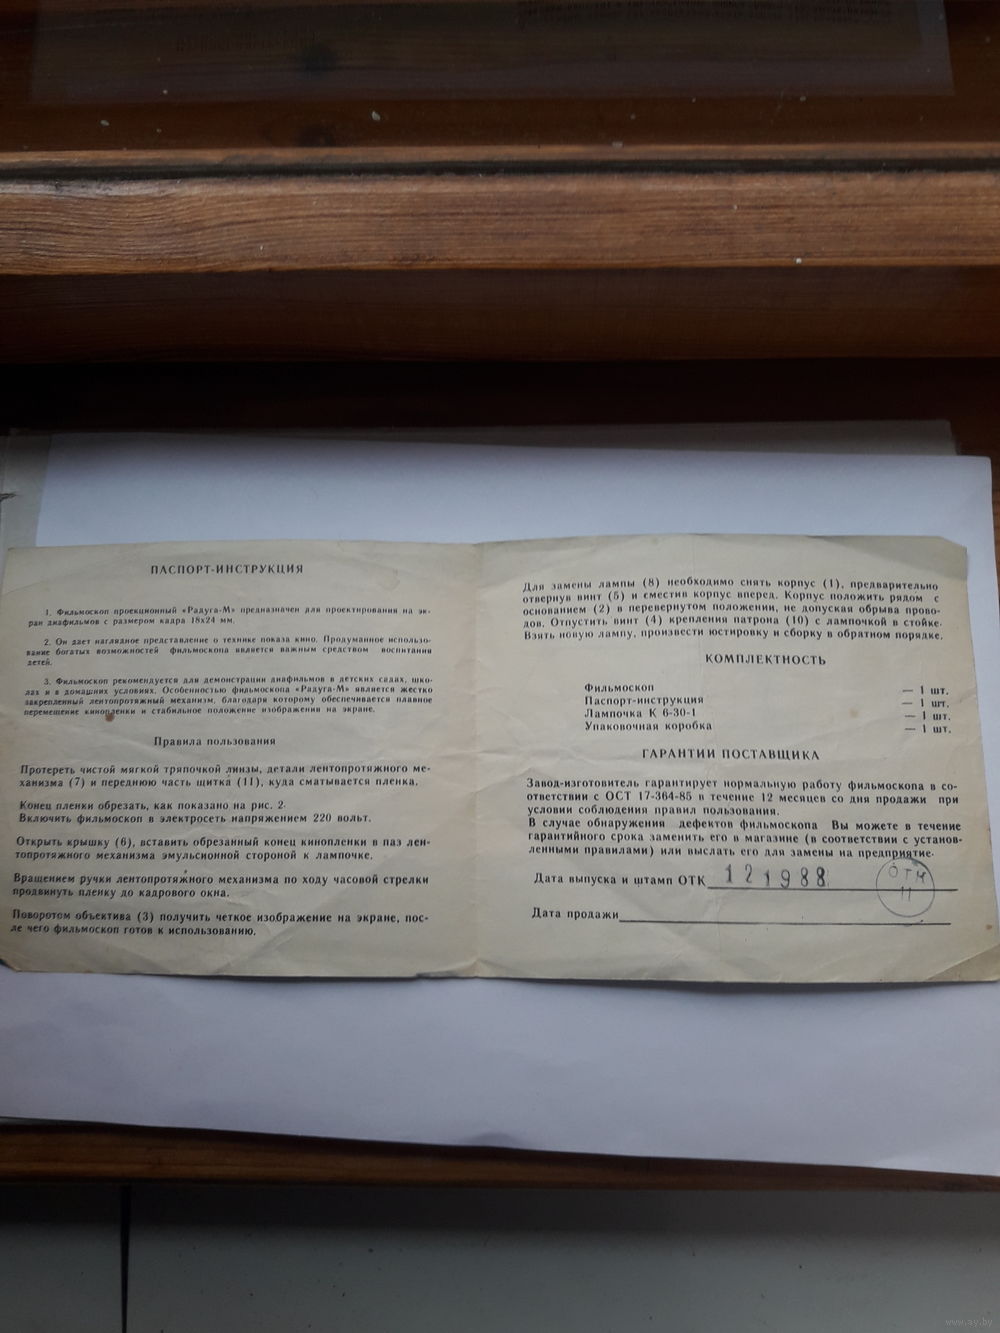 ПАСПОРТ-ИНСТРУКЦИЯ
1. Фильмоскоп проекционный «Радуга-М» предназначен для проектирования на эк-
ран диафильмов с размером кадра 18х24 мм.
2. Он дает наглядное представление о технике показа кино. Продуманное использо-
вание богатых возможностей фильмоскопа является важным средством воспитания
детей.
3. Фильмоскоп рекомендуется для демонстрации диафильмов в детских садах, шко-
лах и в домашних условиях. Особенностью фильмоскопа «Радуга-М» является жестко
закрепленный лентопротяжный механизм, благодаря которому обеспечивается плавное
перемещение кинопленки и стабильное положение изображения на экране.
Правила пользования
Протереть чистой мягкой тряпочкой линзы, детали лентопротяжного ме-
ханизма (7) и переднюю часть щитка (11), куда сматывается пленка.
Конец пленки обрезать, как показано на рис. 2.
Включить фильмоскоп в электросеть напряжением 220 вольт.
Открыть крышку (6), вставить обрезанный конец кинопленки в паз лен-
топротяжного механизма эмульсионной стороной к лампочке.
Вращением ручки лентопротяжного механизма по ходу часовой стрелки
продвинуть пленку до кадрового окна.
Поворотом объектива (3) получить четкое изображение на экране, пос-
ле чего фильмоскоп готов к использованию.
Для замены лампы (8) необходимо снять корпус (1), предварительно
отвернув винт (5) и сместив корпус вперед. Корпус положить рядом с
основанием (2) в перевернутом положении, не допуская обрыва прово-
дов. Отпустить винт (4) крепления патрона (10) с лампочкой в стойке.
Взять новую лампу, произвести юстировку и сборку в обратном порядке.
КОМПЛЕКТНОСТЬ
Фильмоскоп — 1 шт.
Паспорт-инструкция — 1 шт.
Лампочка К 6-30-1 — 1 шт.
Упаковочная коробка — 1 шт.
ГАРАНТИИ ПОСТАВЩИКА
Завод-изготовитель гарантирует нормальную работу фильмоскопа в со-
ответствии с ОСТ 17-364-85 в течение 12 месяцев со дня продажи при
условии соблюдения правил пользования.
В случае обнаружения дефектов фильмоскопа Вы можете в течение
гарантийного срока заменить его в магазине (в соответствии с установ-
ленными правилами) или выслать его для замены на предприятие.
Дата выпуска и штамп ОТК 12 1988 ОТК 11
Дата продажи
www.ay.by